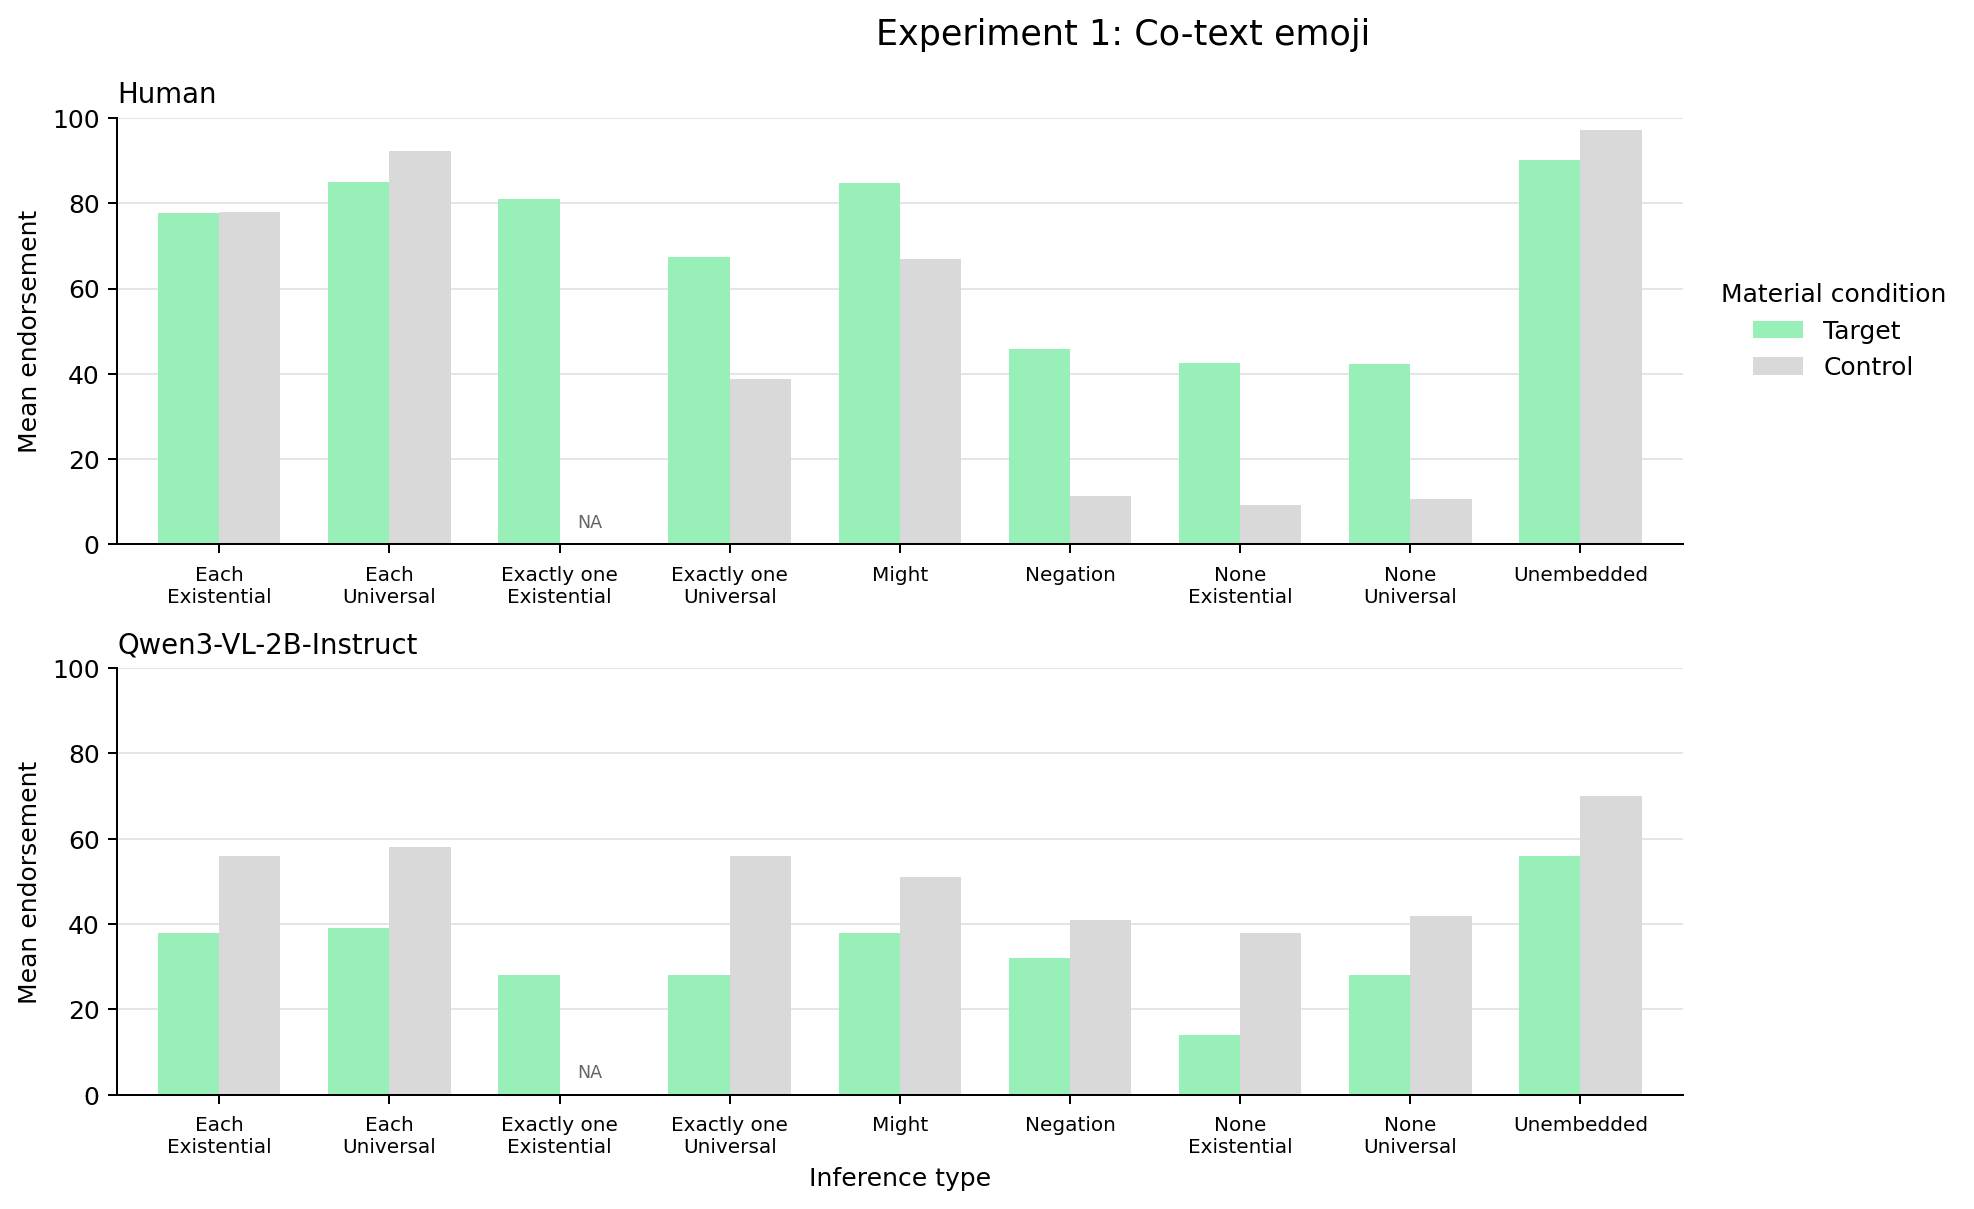 Experiment 1: Co-text emoji
Human
Mean endorsement
100
80
60
40
20
0
NA
Each
Existential
Each
Universal
Exactly one
Existential
Exactly one
Universal
Might
Negation
None
Existential
None
Universal
Unembedded
Material condition
Target
Control
Qwen3-VL-2B-Instruct
Mean endorsement
100
80
60
40
20
0
NA
Each
Existential
Each
Universal
Exactly one
Existential
Exactly one
Universal
Might
Negation
None
Existential
None
Universal
Unembedded
Inference type